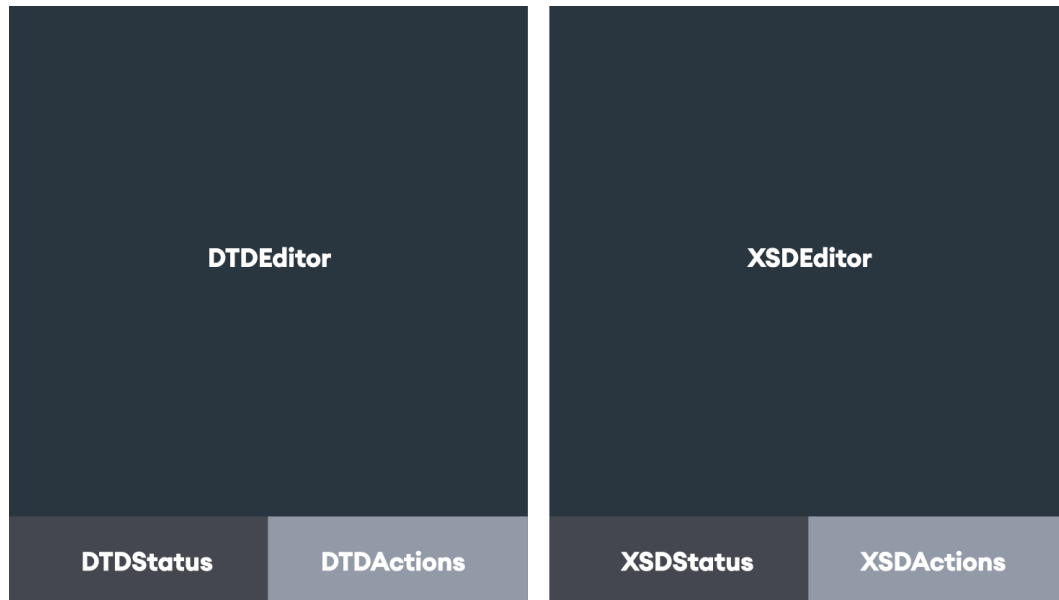 DTDEditor
XSDEditor
DTDStatus
DTDActions
XSDStatus
XSDActions